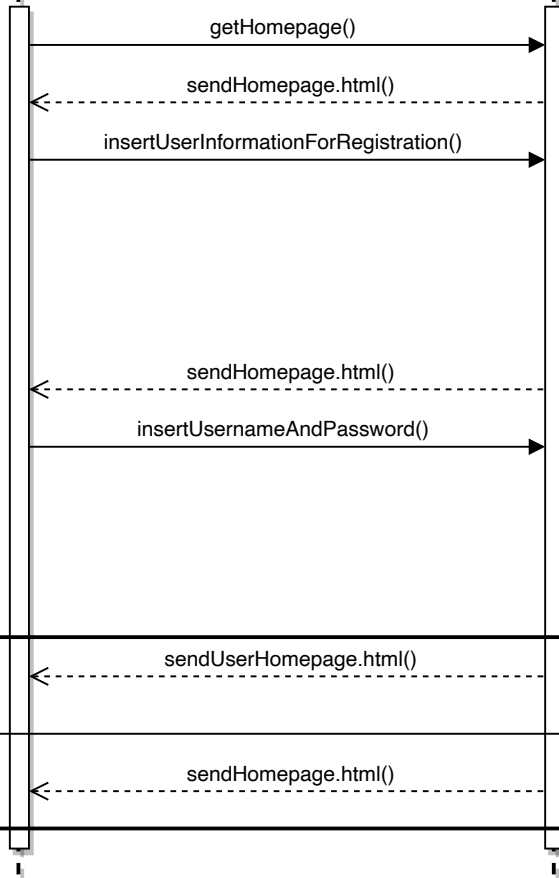 getHomepage()
sendHomepage.html()
insertUserInformationForRegistration()
sendHomepage.html()
insertUsernameAndPassword()
sendUserHomepage.html()
sendHomepage.html()